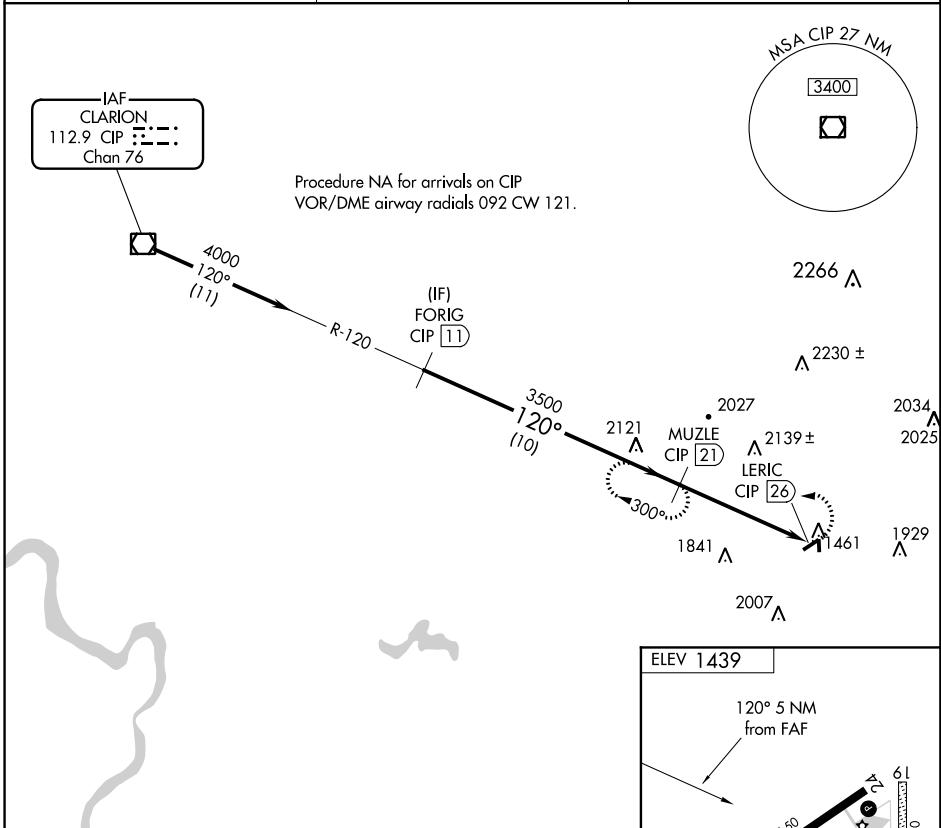 MSA CIP 27 NM
3400
IAF
CLARION
112.9 CIP
Chan 76
Procedure NA for arrivals on CIP
VOR/DME airway radials 092 CW 121.
4000
120°
(11)
R-120
(IF)
FORIG
CIP 11
2266
2230 ±
3500
120°
(10)
2027
2034
2121
MUZLE
CIP 21
2139 ±
2025
LERIC
CIP 26
300°
1841
1461
1929
2007
ELEV 1439
120° 5 NM
from FAF
24
19
P